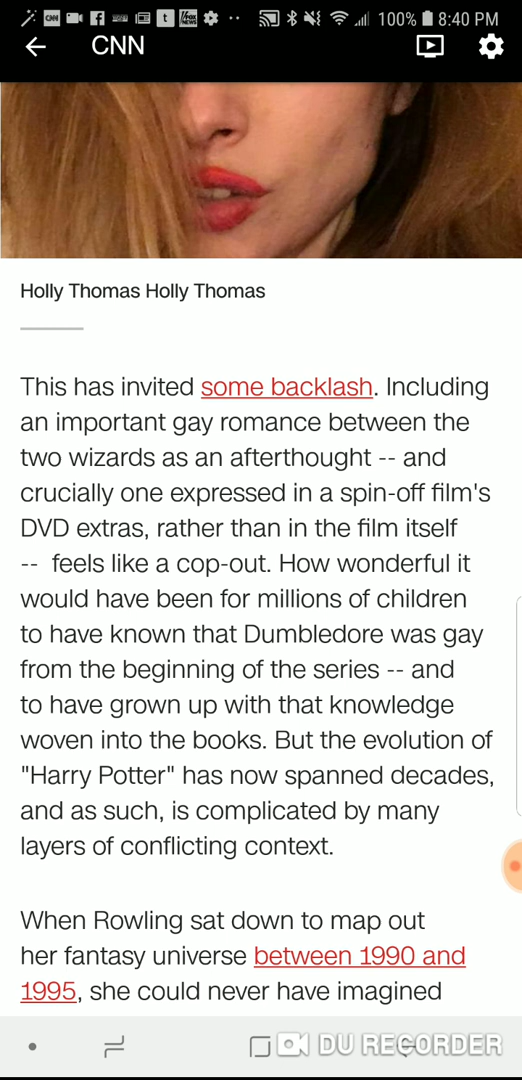 100% 8:40 PM
CNN
Holly Thomas Holly Thomas
This has invited some backlash. Including
an important gay romance between the
two wizards as an afterthought -- and
crucially one expressed in a spin-off film's
DVD extras, rather than in the film itself
--  feels like a cop-out. How wonderful it
would have been for millions of children
to have known that Dumbledore was gay
from the beginning of the series -- and
to have grown up with that knowledge
woven into the books. But the evolution of
"Harry Potter" has now spanned decades,
and as such, is complicated by many
layers of conflicting context.
When Rowling sat down to map out
her fantasy universe between 1990 and
1995, she could never have imagined
DU RECORDER